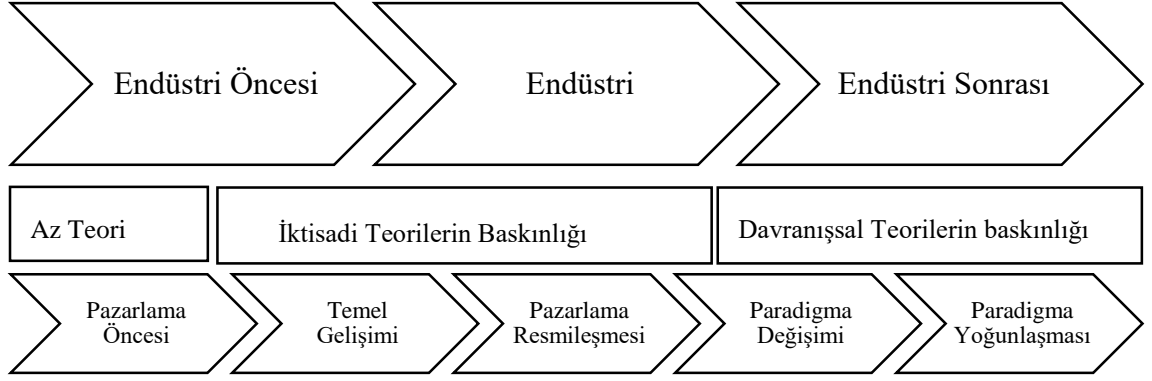 Endüstri Öncesi
Endüstri
Endüstri Sonrası
Az Teori
İktisadi Teorilerin Baskınlığı
Davranışsal Teorilerin baskınlığı
Pazarlama
Öncesi
Temel
Gelişimi
Pazarlama
Resmileşmesi
Paradigma
Değişimi
Paradigma
Yoğunlaşması